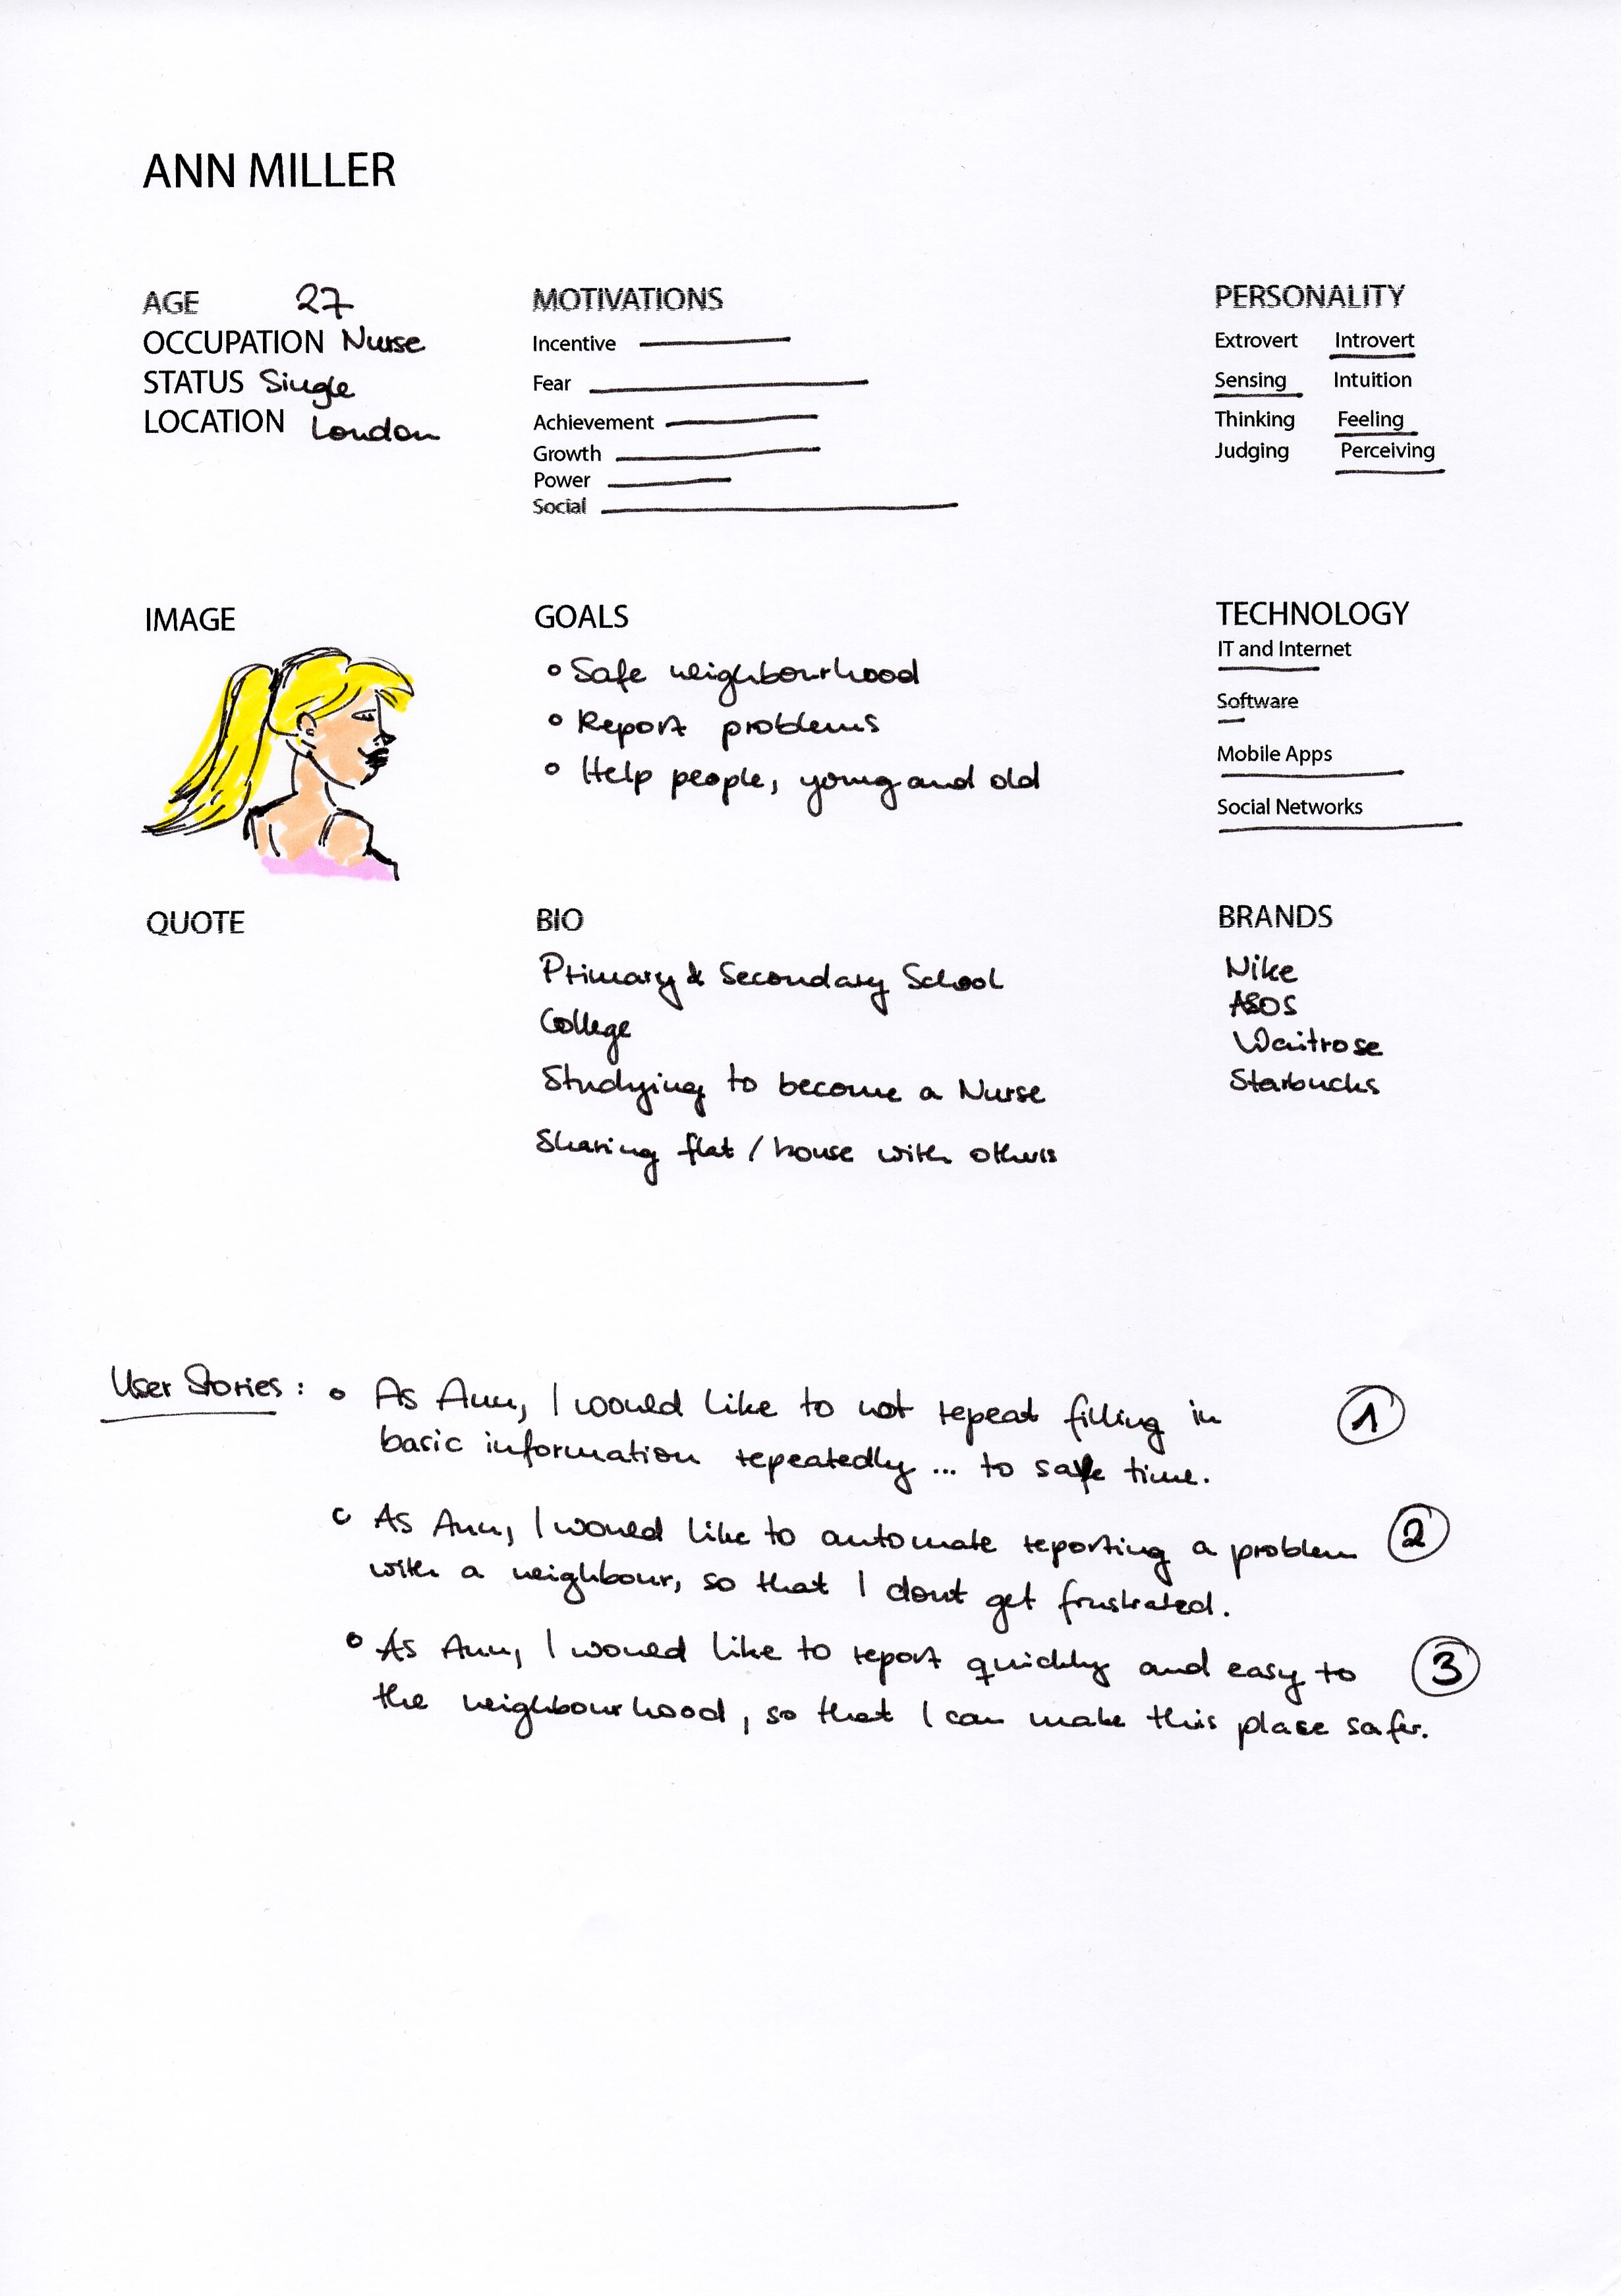 ANN MILLER
AGE 27
OCCUPATION Nurse
STATUS Single
LOCATION London
MOTIVATIONS
Incentive
Fear
Achievement
Growth
Power
Social
PERSONALITY
Extrovert Introvert
Sensing Intuition
Thinking Feeling
Judging Perceiving
IMAGE
GOALS
Safe neighbourhood
Report problems
Help people, young and old
TECHNOLOGY
IT and Internet
Software
Mobile Apps
Social Networks
QUOTE
BIO
Primary & Secondary School
College
Studying to become a Nurse
Sharing flat / house with others
BRANDS
Nike
ASOS
Waitrose
Starbucks
User Stories: As Ann, I would like to not repeat filling in 1
basic information repeatedly ... to safe time.
As Ann, I would like to automate reporting a problem 2
with a neighbour, so that I dont get frustrated.
As Ann, I would like to report quickly and easy to 3
the neighbourhood, so that I can make this place safer.